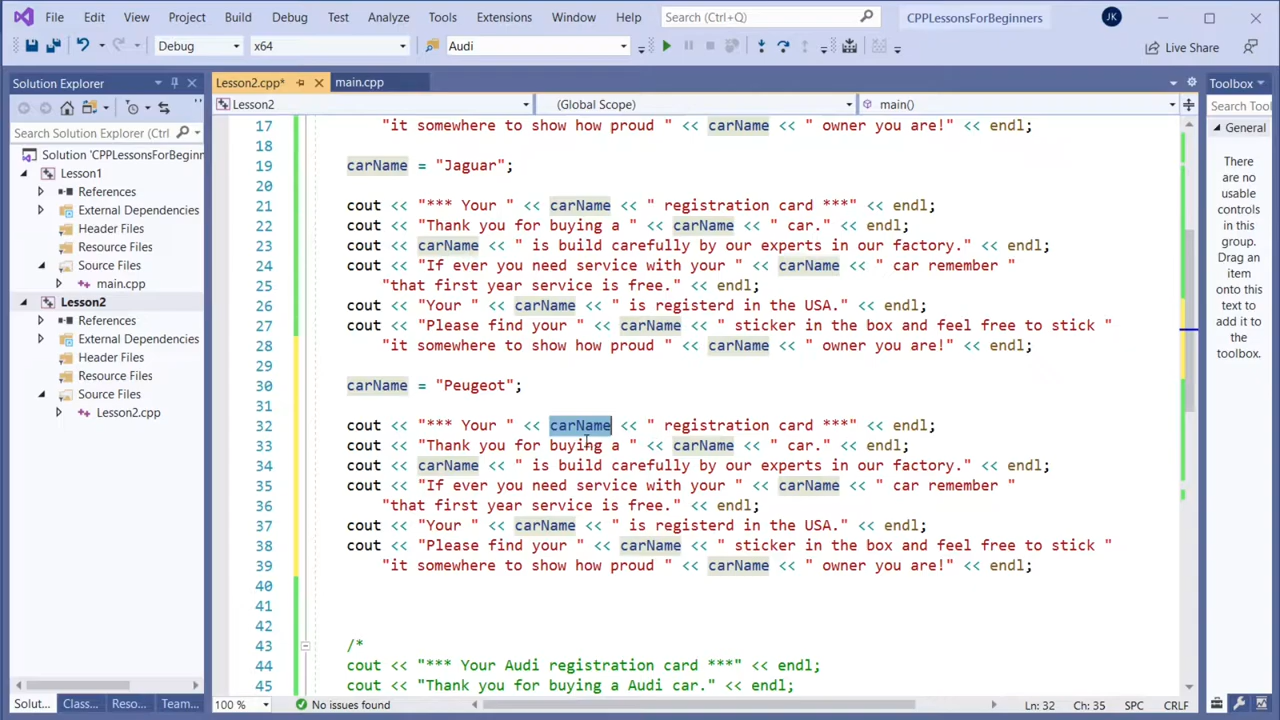 File Edit View Project Build Debug Test Analyze Tools Extensions Window Help Search (Ctrl+Q) CPPLessonsForBeginners JK
Debug x64 Audi Live Share
Solution Explorer
Lesson2.cpp* main.cpp
Toolbox
Lesson2 (Global Scope) main()
Search Solution Explorer (Ctrl
Search Tool
Solution 'CPPLessonsForBeginn
Lesson1
References
External Dependencies
Header Files
Resource Files
Source Files
main.cpp
Lesson2
References
External Dependencies
Header Files
Resource Files
Source Files
Lesson2.cpp
17 "it somewhere to show how proud " << carName << " owner you are!" << endl;
18
19 carName = "Jaguar";
20
21 cout << "*** Your " << carName << " registration card ***" << endl;
22 cout << "Thank you for buying a " << carName << " car." << endl;
23 cout << carName << " is build carefully by our experts in our factory." << endl;
24 cout << "If ever you need service with your " << carName << " car remember "
25 "that first year service is free." << endl;
26 cout << "Your " << carName << " is registerd in the USA." << endl;
27 cout << "Please find your " << carName << " sticker in the box and feel free to stick "
28 "it somewhere to show how proud " << carName << " owner you are!" << endl;
29
30 carName = "Peugeot";
31
32 cout << "*** Your " << carName << " registration card ***" << endl;
33 cout << "Thank you for buying a " << carName << " car." << endl;
34 cout << carName << " is build carefully by our experts in our factory." << endl;
35 cout << "If ever you need service with your " << carName << " car remember "
36 "that first year service is free." << endl;
37 cout << "Your " << carName << " is registerd in the USA." << endl;
38 cout << "Please find your " << carName << " sticker in the box and feel free to stick "
39 "it somewhere to show how proud " << carName << " owner you are!" << endl;
40
41
42
43 /*
44 cout << "*** Your Audi registration card ***" << endl;
45 cout << "Thank you for buying a Audi car." << endl;
General
There
are no
usable
controls
in this
group.
Drag an
item
onto this
text to
add it to
the
toolbox.
Solut... Class... Reso... Team...
100 % No issues found Ln: 32 Ch: 35 SPC CRLF